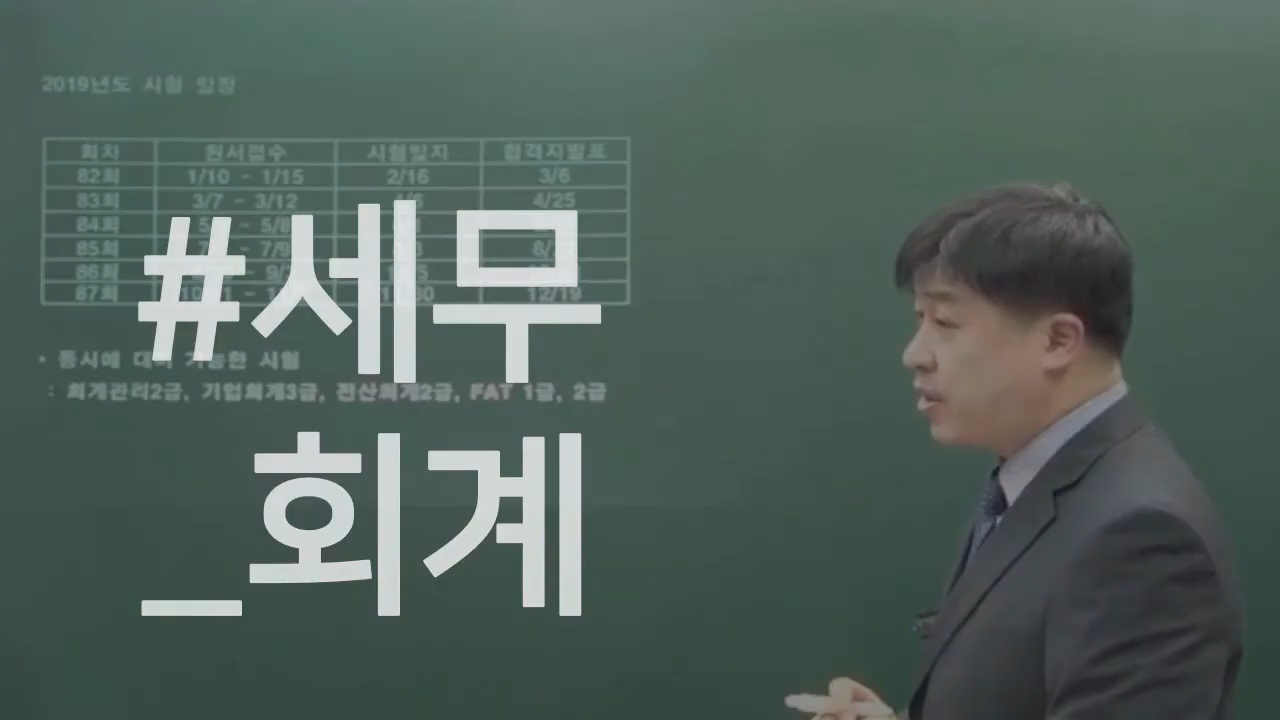 2019년도 시험 일정
회차 원서접수 시험일자 합격자발표
82회 1/10 - 1/15 2/16 3/6
83회 3/7 - 3/12 4/25
84회
85회 - 7/9
86회
87회 12/19
#세무
_회계
• 동시에 대비 가능한 시험
: 회계관리2급, 기업회계3급, 전산회계2급, FAT 1급, 2급